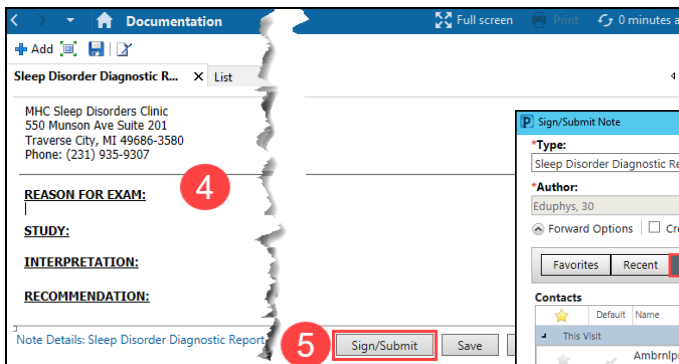 Documentation
Full screen
Print
0 minutes a
Add
Sleep Disorder Diagnostic R...
List
MHC Sleep Disorders Clinic
550 Munson Ave Suite 201
Traverse City, MI 49686-3580
Phone: (231) 935-9307
REASON FOR EXAM:
4
STUDY:
INTERPRETATION:
RECOMMENDATION:
Note Details: Sleep Disorder Diagnostic Report
5
Sign/Submit
Save
Sign/Submit Note
*Type:
Sleep Disorder Diagnostic Re
*Author:
Eduphys, 30
Forward Options
Cre
Favorites
Recent
Contacts
Default
Name
This Visit
Ambrnlpr